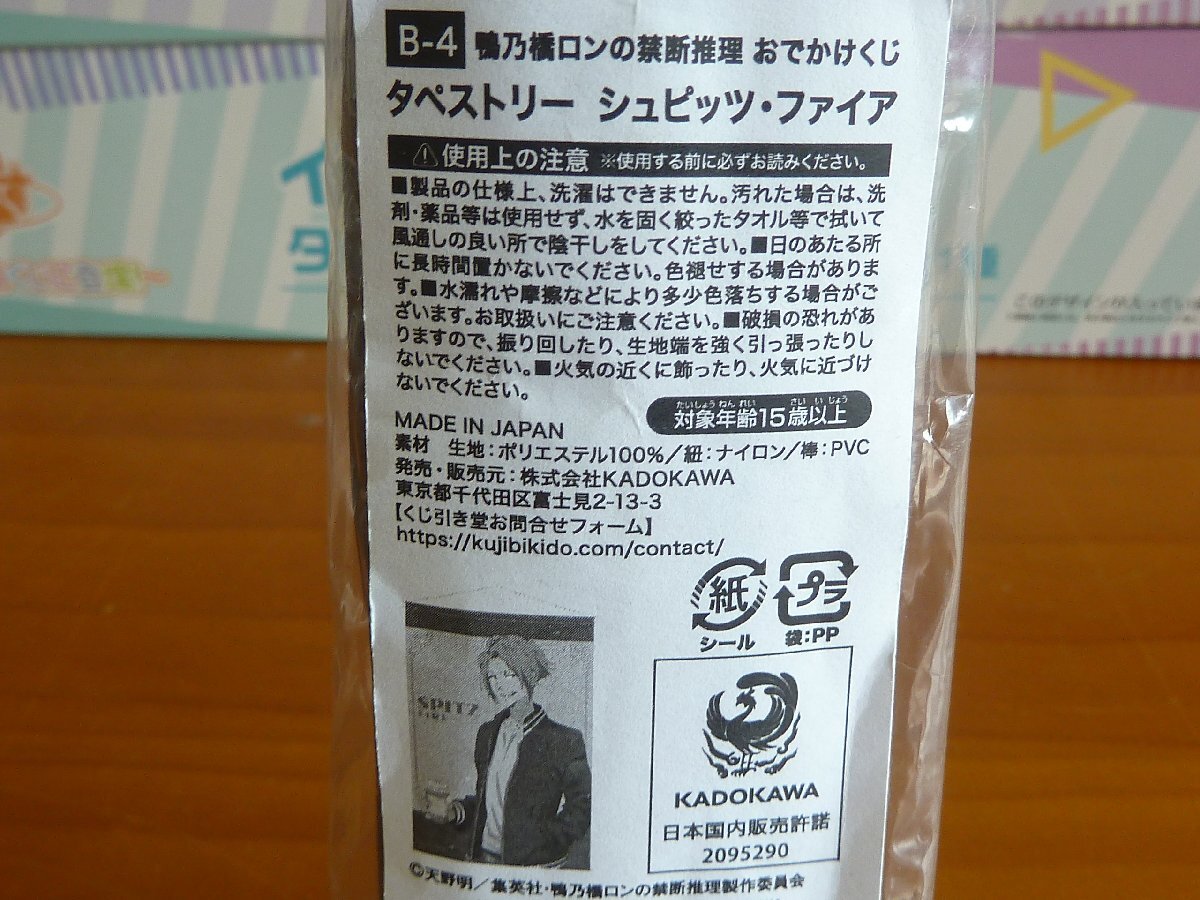 B-4 鴨乃橋ロンの禁断推理 おでかけくじ
タペストリー シュピッツ・ファイア
⚠使用上の注意 ※使用する前に必ずお読みください。
■製品の仕様上、洗濯はできません。汚れた場合は、洗
剤・薬品等は使用せず、水を固く絞ったタオル等で拭いて
風通しの良い所で陰干しをしてください。■日のあたる所
に長時間置かないでください。色褪せする場合がありま
す。■水濡れや摩擦などにより多少色落ちする場合がご
ざいます。お取扱いにご注意ください。■破損の恐れがあ
りますので、振り回したり、生地端を強く引っ張ったりし
ないでください。■火気の近くに飾ったり、火気に近づけ
ないでください。
たいしょうねんれい さいいじょう
対象年齢15歳以上
MADE IN JAPAN
素材 生地:ポリエステル100%/紐:ナイロン/棒:PVC
発売・販売元:株式会社KADOKAWA
東京都千代田区富士見2-13-3
【くじ引き堂お問合せフォーム】
https://kujibikido.com/contact/
紙 プラ
シール 袋:PP
SPITZ
KADOKAWA
日本国内販売許諾
2095290
©天野明/集英社・鴨乃橋ロンの禁断推理製作委員会